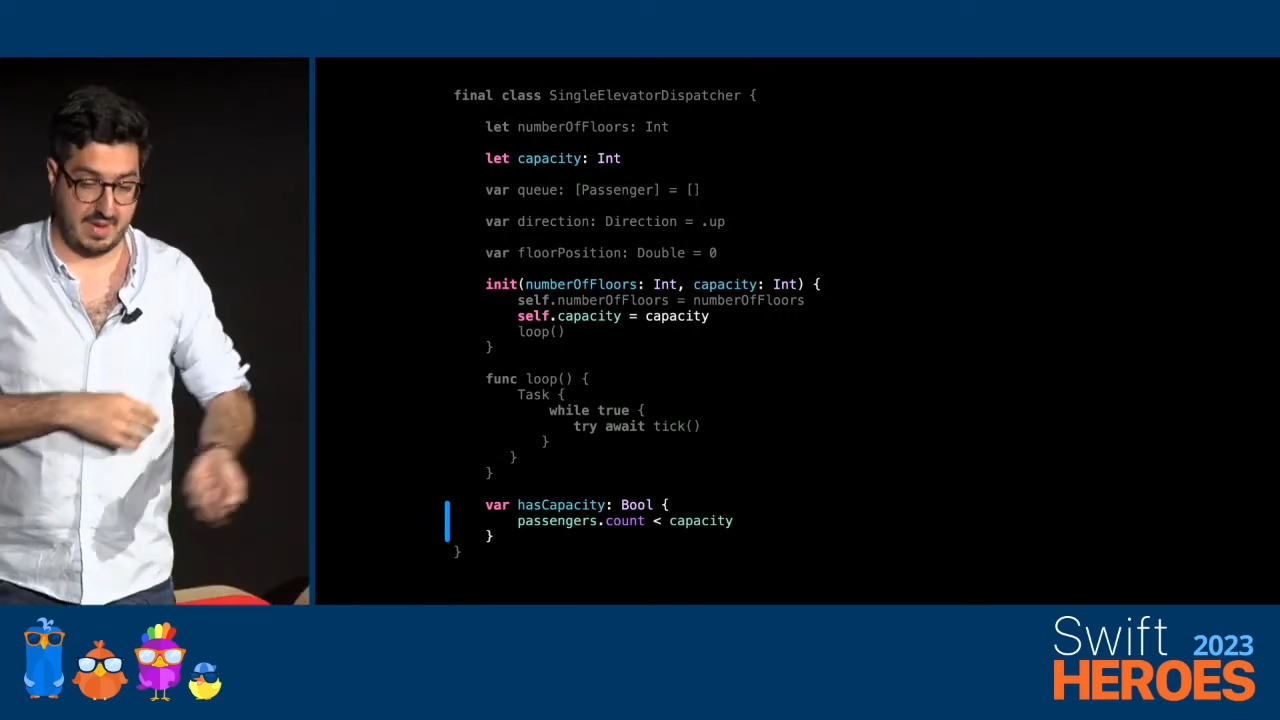 final class SingleElevatorDispatcher {
let numberOfFloors: Int
let capacity: Int
var queue: [Passenger] = []
var direction: Direction = .up
var floorPosition: Double = 0
init(numberOfFloors: Int, capacity: Int) {
self.numberOfFloors = numberOfFloors
self.capacity = capacity
loop()
}
func loop() {
Task {
while true {
try await tick()
}
}
}
var hasCapacity: Bool {
passengers.count < capacity
}
}
Swift 2023
HEROES